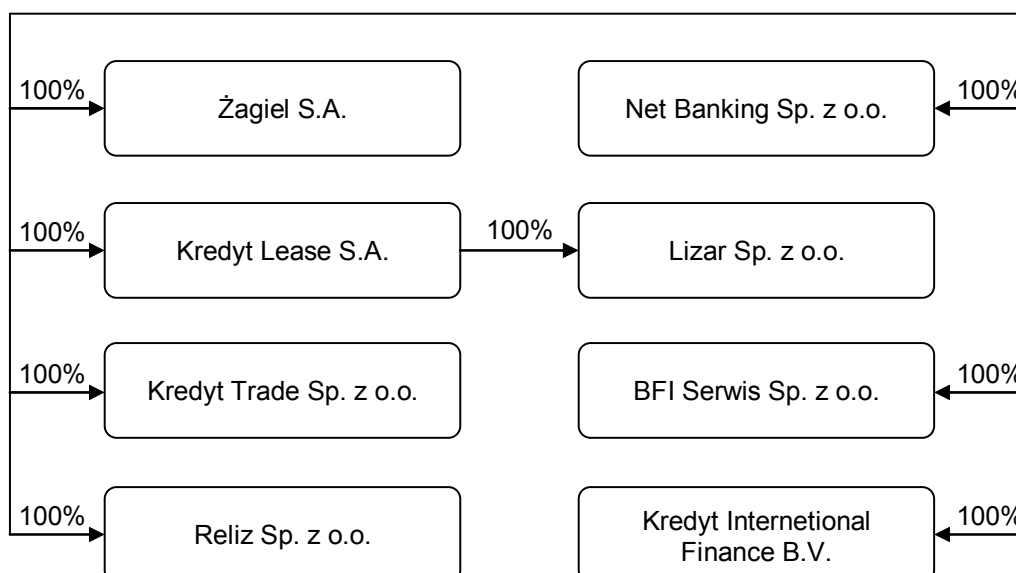 100%
Żagiel S.A.
Net Banking Sp. z o.o.
100%
100%
Kredyt Lease S.A.
100%
Lizar Sp. z o.o.
100%
Kredyt Trade Sp. z o.o.
BFI Serwis Sp. z o.o.
100%
100%
Reliz Sp. z o.o.
Kredyt Internetional
Finance B.V.
100%